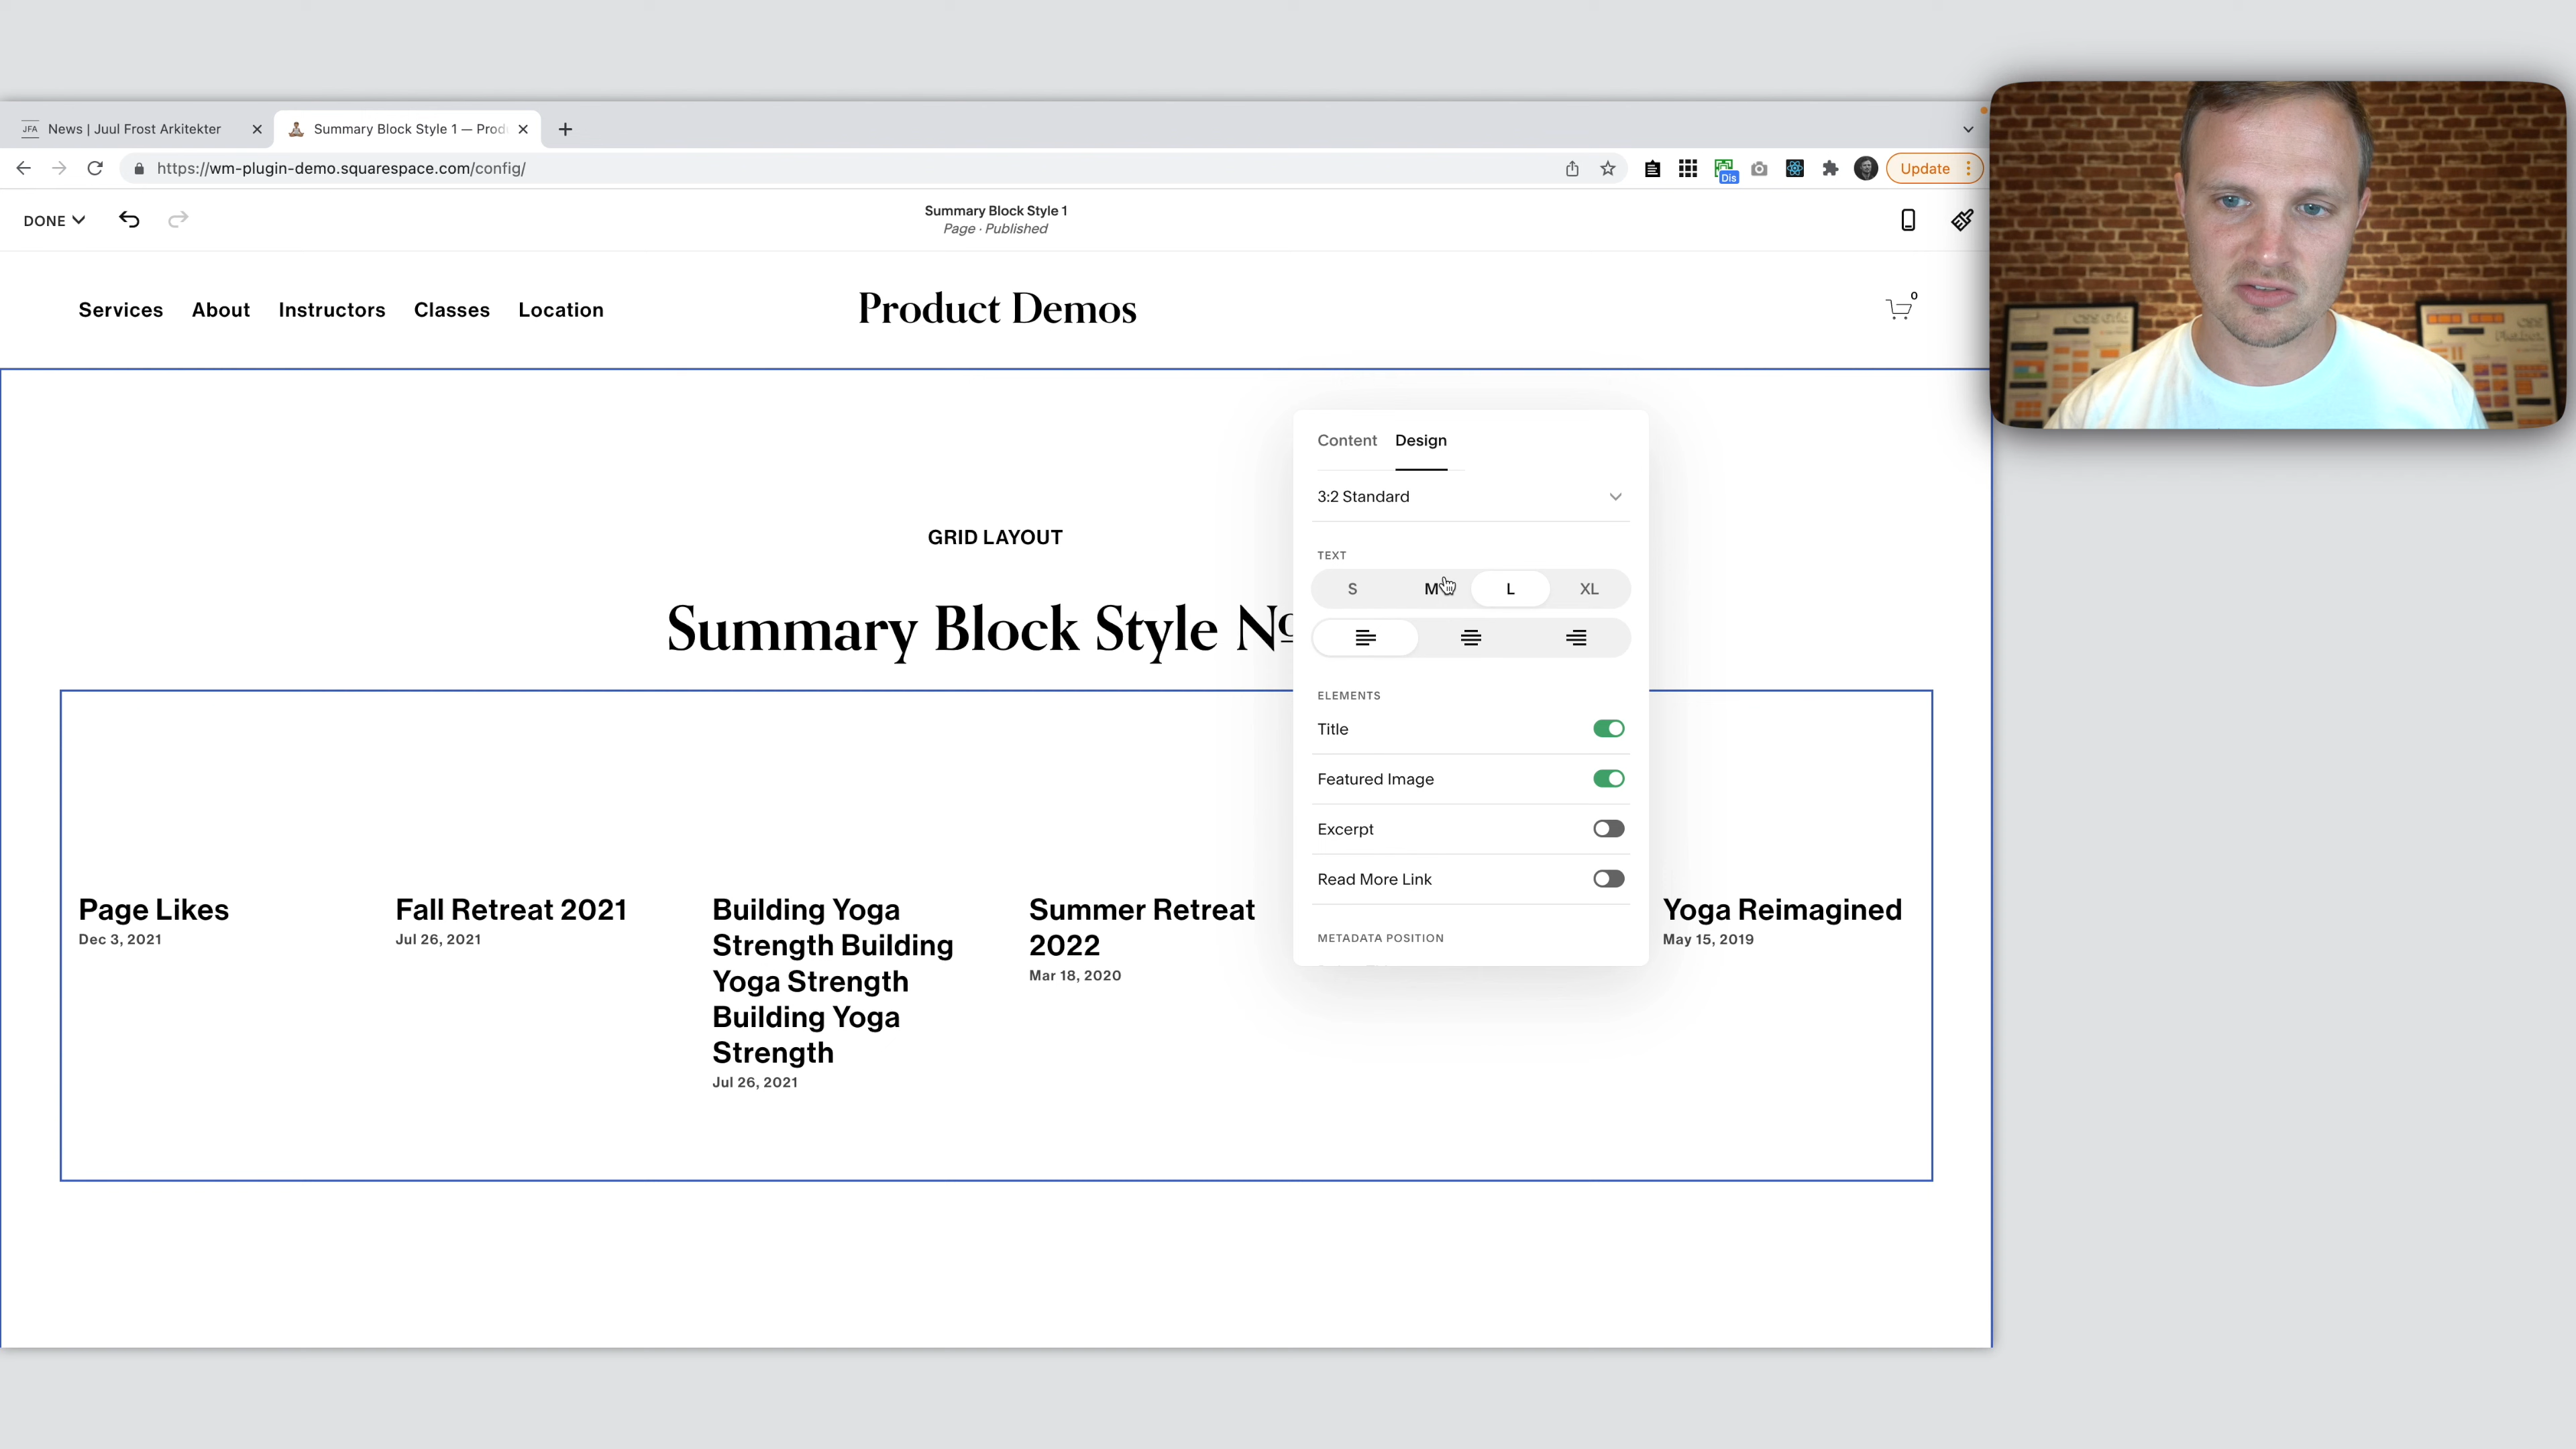 JFA News | Juul Frost Arkitekter
Summary Block Style 1 — Prod
https://wm-plugin-demo.squarespace.com/config/
Dis
Update
DONE
Summary Block Style 1
Page · Published
Services About Instructors Classes Location
Product Demos
0
Content Design
3:2 Standard
GRID LAYOUT
TEXT
S M L XL
Summary Block Style No
ELEMENTS
Title
Featured Image
Excerpt
Read More Link
METADATA POSITION
Page Likes
Dec 3, 2021
Fall Retreat 2021
Jul 26, 2021
Building Yoga
Strength Building
Yoga Strength
Building Yoga
Strength
Jul 26, 2021
Summer Retreat
2022
Mar 18, 2020
Yoga Reimagined
May 15, 2019